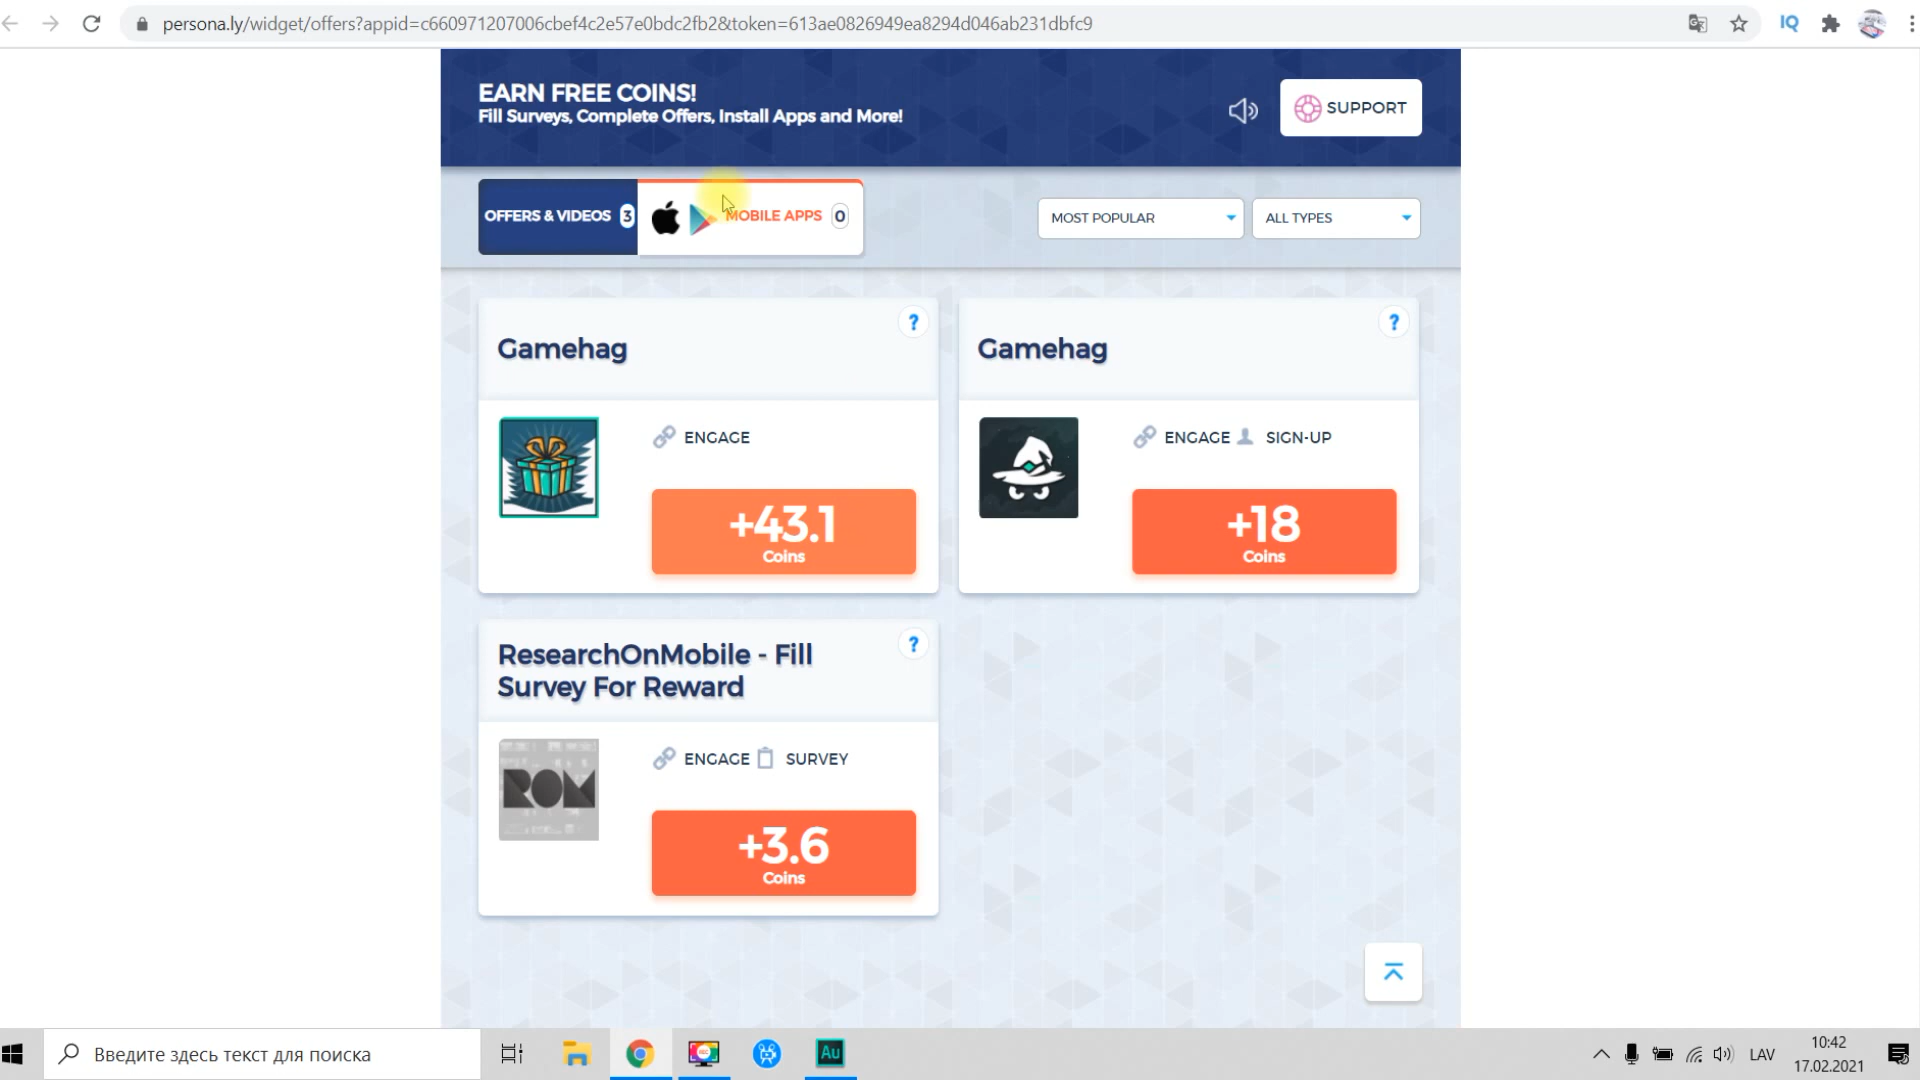 persona.ly/widget/offers?appid=c660971207006cbef4c2e57e0bdc2fb2&token=613ae0826949ea8294d046ab231dbfc9
IQ
EARN FREE COINS!
Fill Surveys, Complete Offers, Install Apps and More!
SUPPORT
OFFERS & VIDEOS 3
MOBILE APPS 0
MOST POPULAR
ALL TYPES
Gamehag
?
ENGAGE
+43.1
Coins
Gamehag
?
ENGAGE SIGN-UP
+18
Coins
ResearchOnMobile - Fill
Survey For Reward
?
ROM
ENGAGE SURVEY
+3.6
Coins
Введите здесь текст для поиска
REC
Au
LAV
10:42
17.02.2021